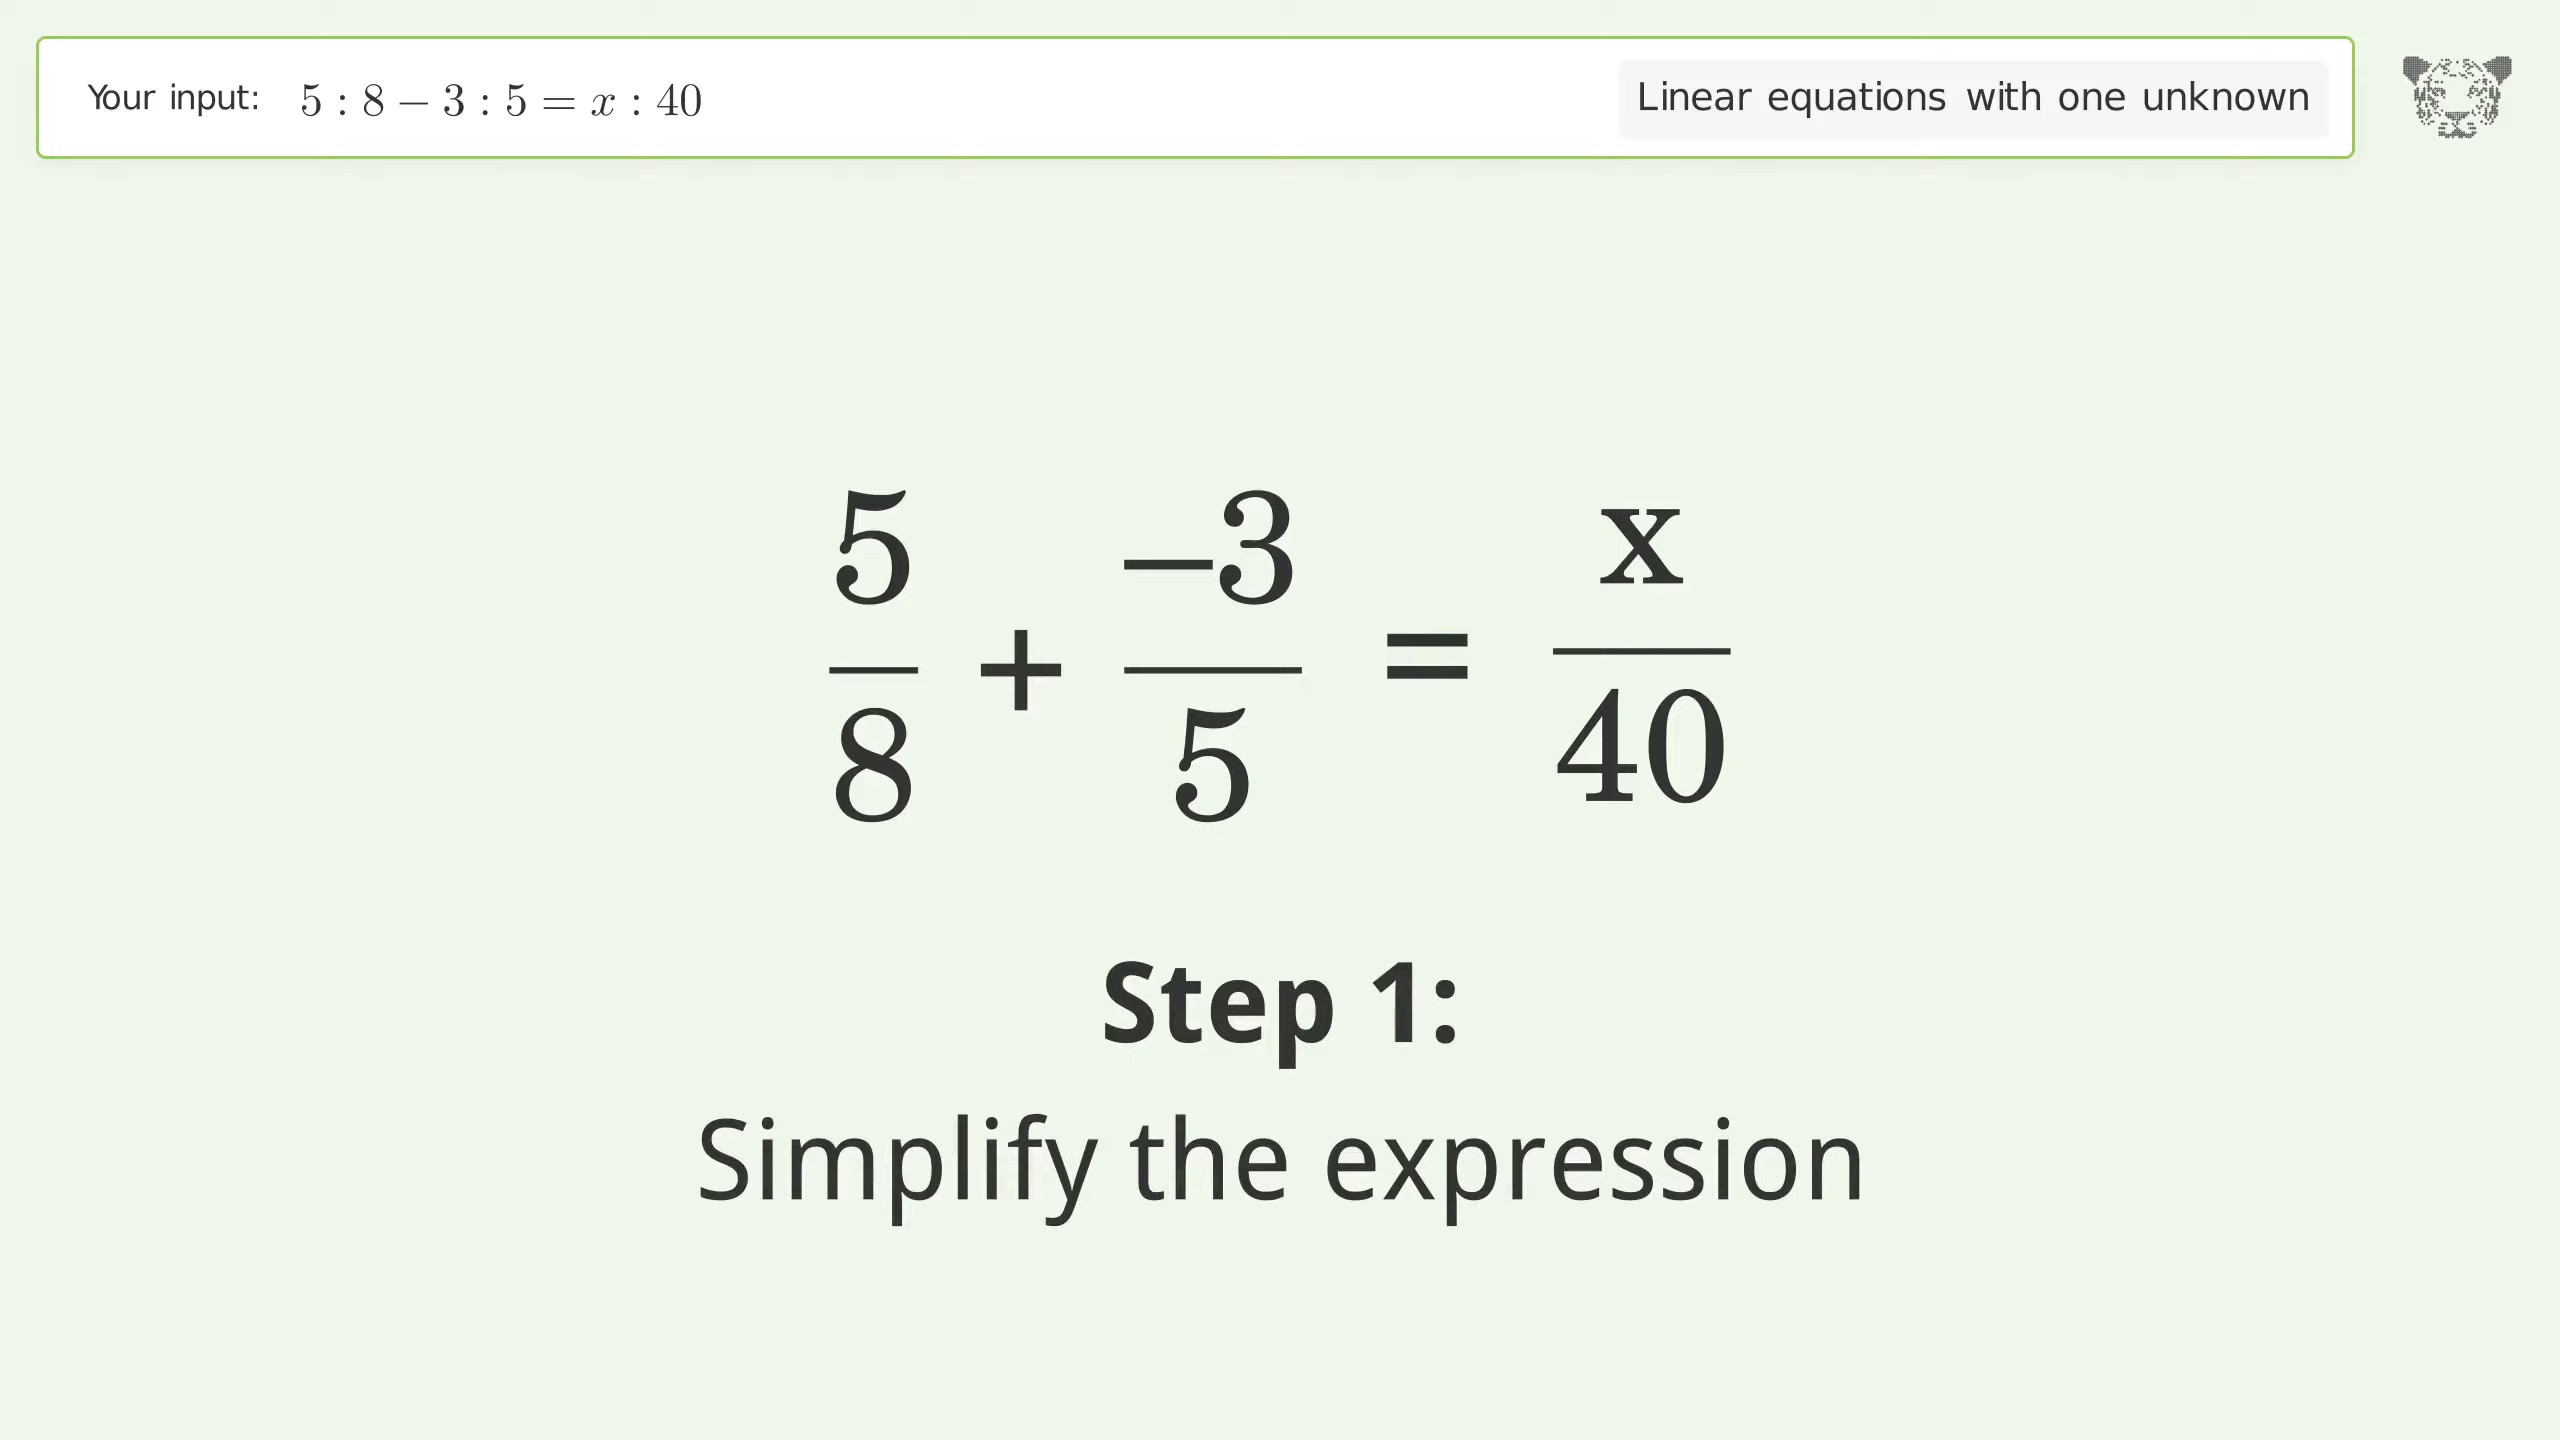 Your input: 5 : 8 − 3 : 5 = x : 40
Linear equations with one unknown
5/8 + −3/5 = x/40
Step 1:
Simplify the expression